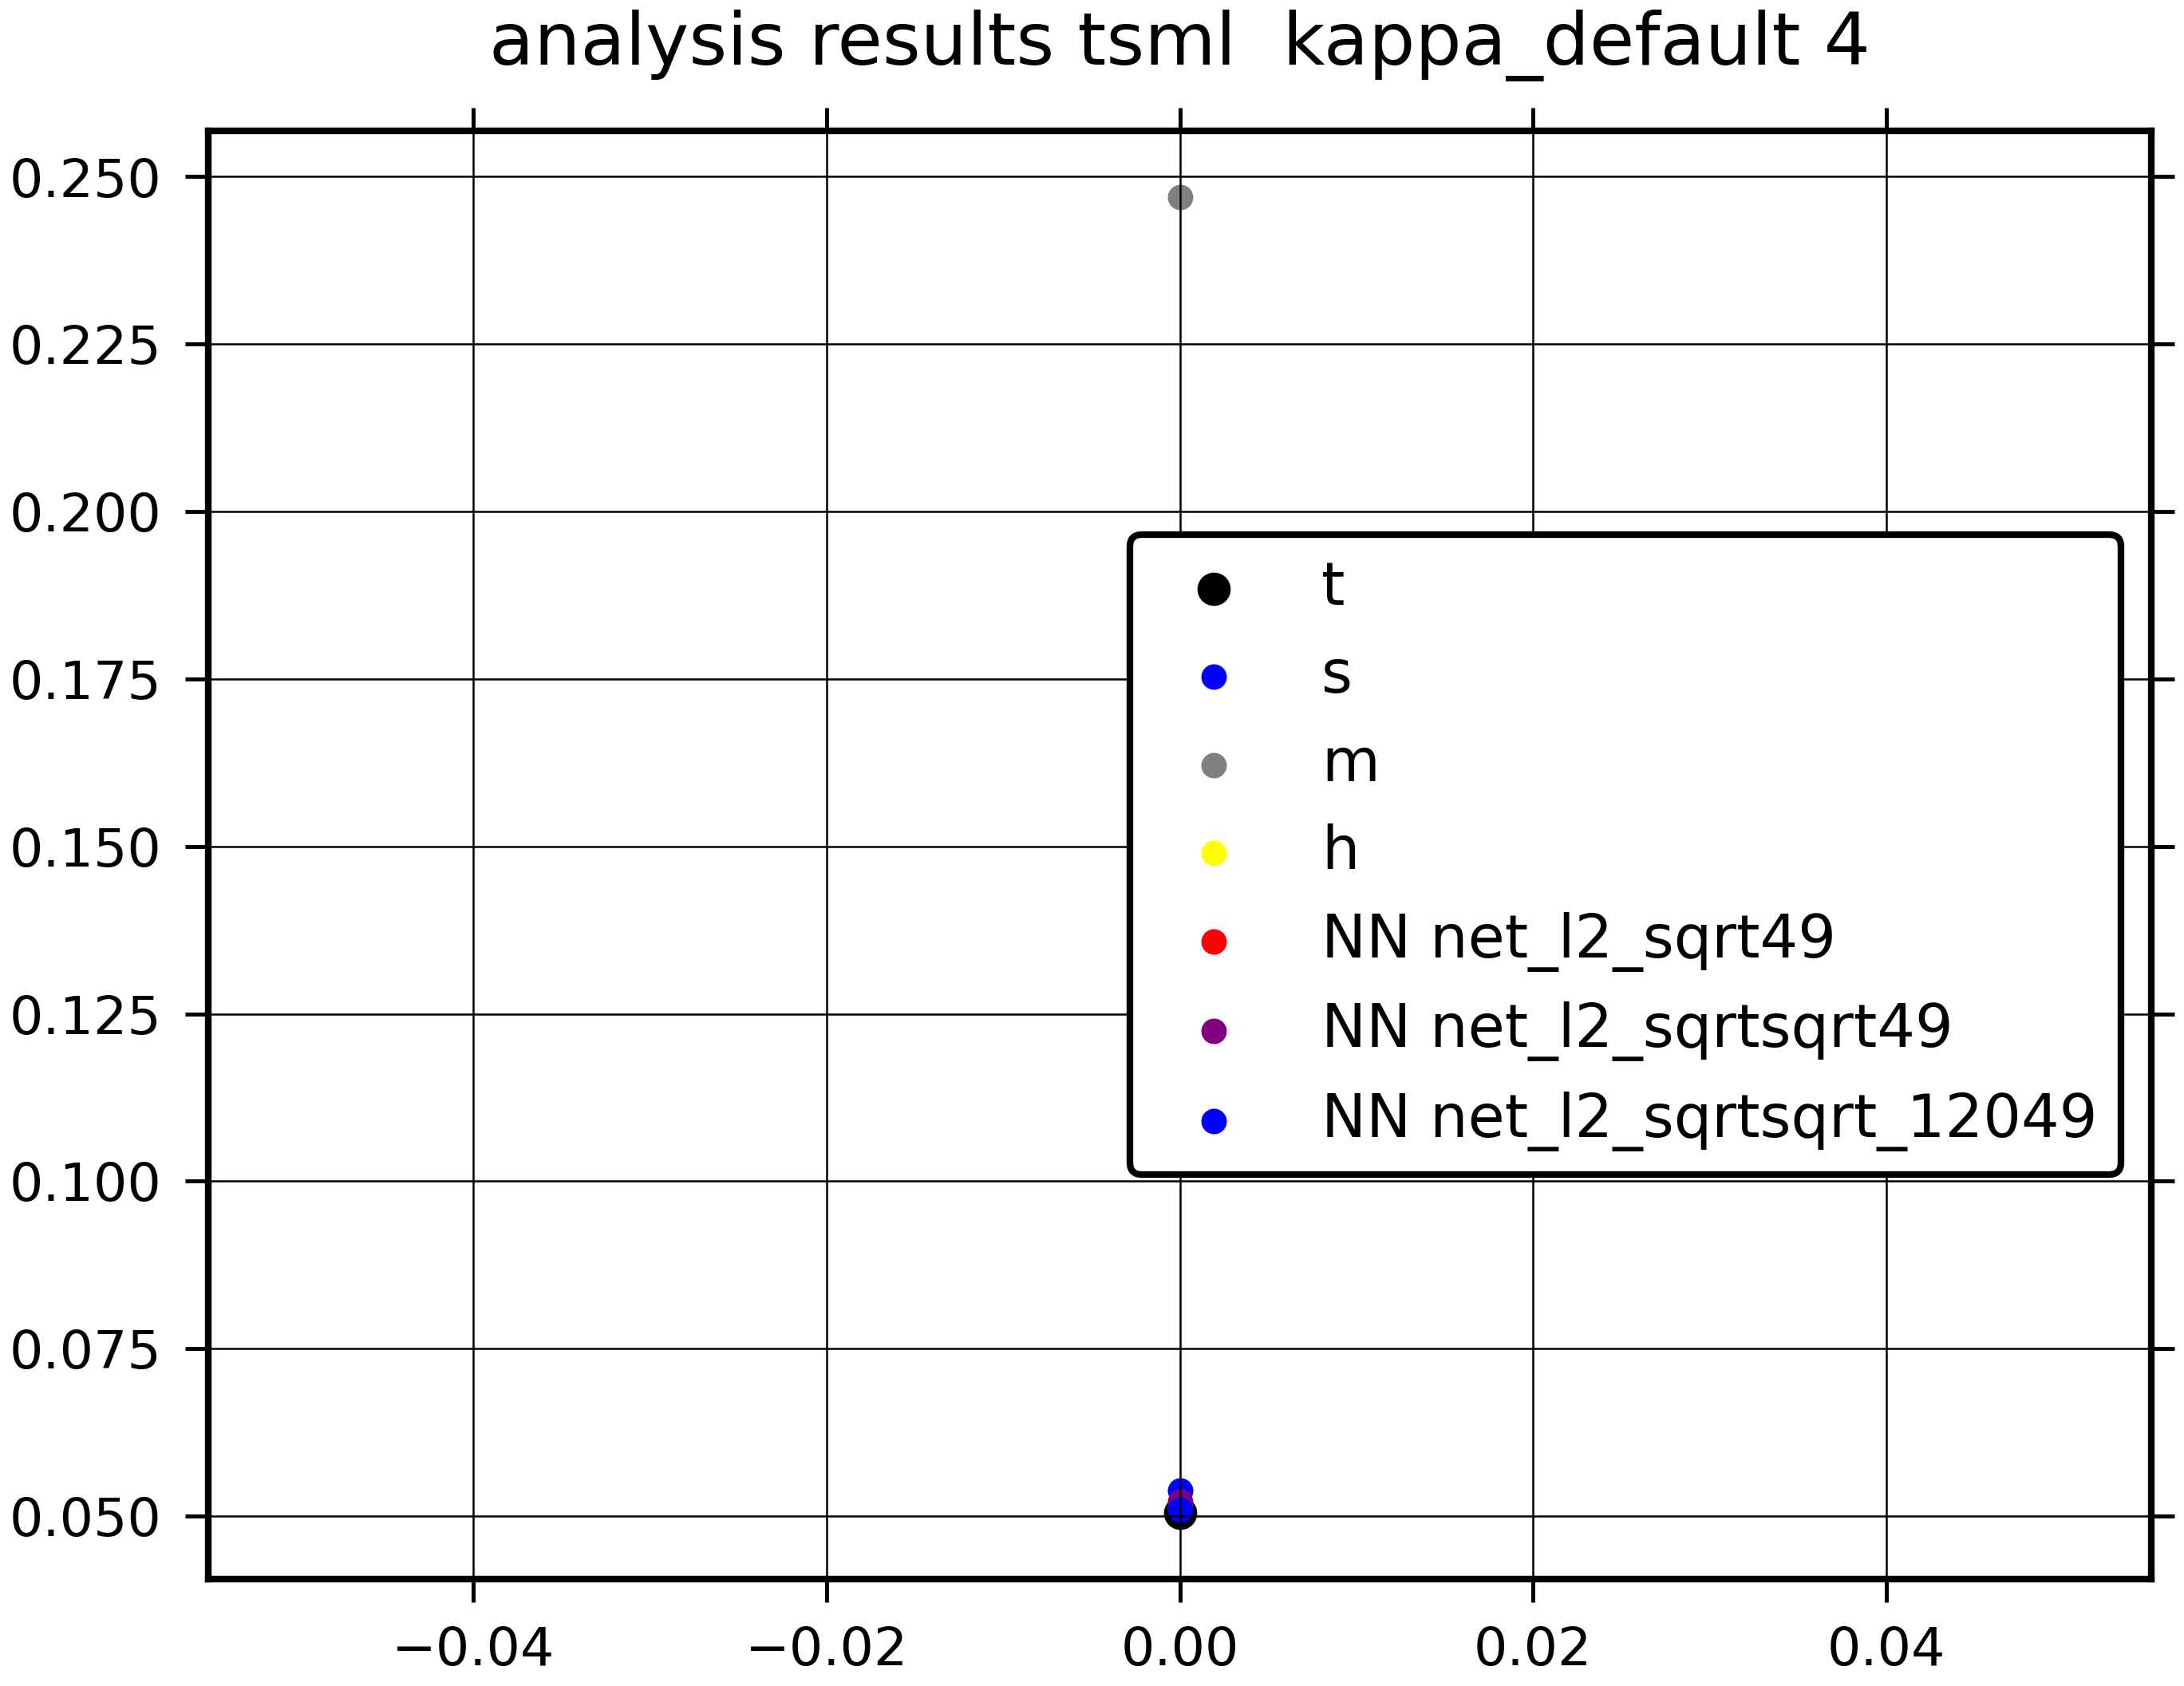 analysis results tsml  kappa_default 4
0.250
0.225
0.200
0.175
0.150
0.125
0.100
0.075
0.050
t
s
m
h
NN net_l2_sqrt49
NN net_l2_sqrtsqrt49
NN net_l2_sqrtsqrt_12049
−0.04 −0.02 0.00 0.02 0.04